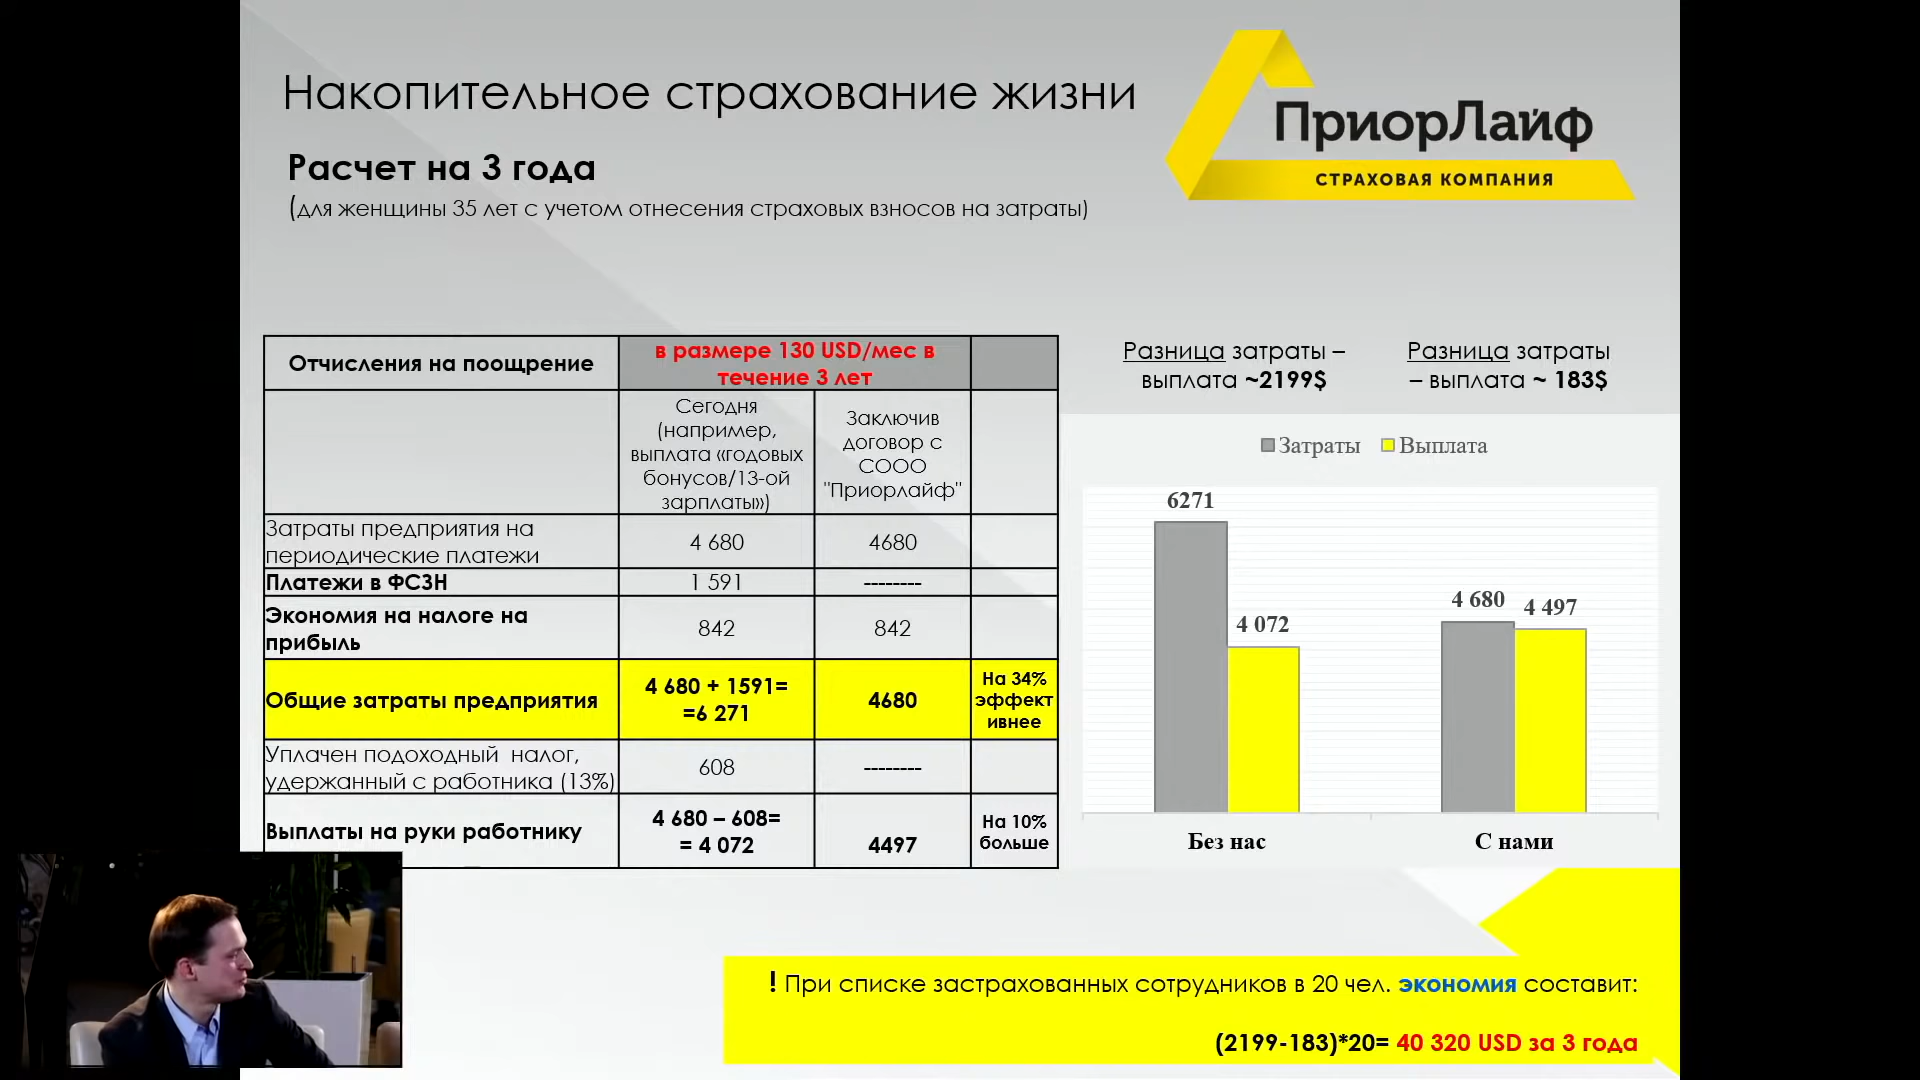 Накопительное страхование жизни
ПриорЛайф
СТРАХОВАЯ КОМПАНИЯ
Расчет на 3 года
(для женщины 35 лет с учетом отнесения страховых взносов на затраты)
Отчисления на поощрение
в размере 130 USD/мес в
течение 3 лет
Сегодня
(например,
выплата «годовых
бонусов/13-ой
зарплаты»)
Заключив
договор с
СООО
"Приорлайф"
Затраты предприятия на
периодические платежи
4 680
4680
Платежи в ФСЗН
1 591
--------
Экономия на налоге на
прибыль
842
842
Общие затраты предприятия
4 680 + 1591=
=6 271
4680
На 34%
эффект
ивнее
Уплачен подоходный  налог,
удержанный с работника (13%)
608
--------
Выплаты на руки работнику
4 680 – 608=
= 4 072
4497
На 10%
больше
Разница затраты –
выплата ~2199$
Разница затраты
– выплата ~ 183$
Затраты
Выплата
6271
4 072
4 680
4 497
Без нас
С нами
! При списке застрахованных сотрудников в 20 чел. экономия составит:
(2199-183)*20= 40 320 USD за 3 года